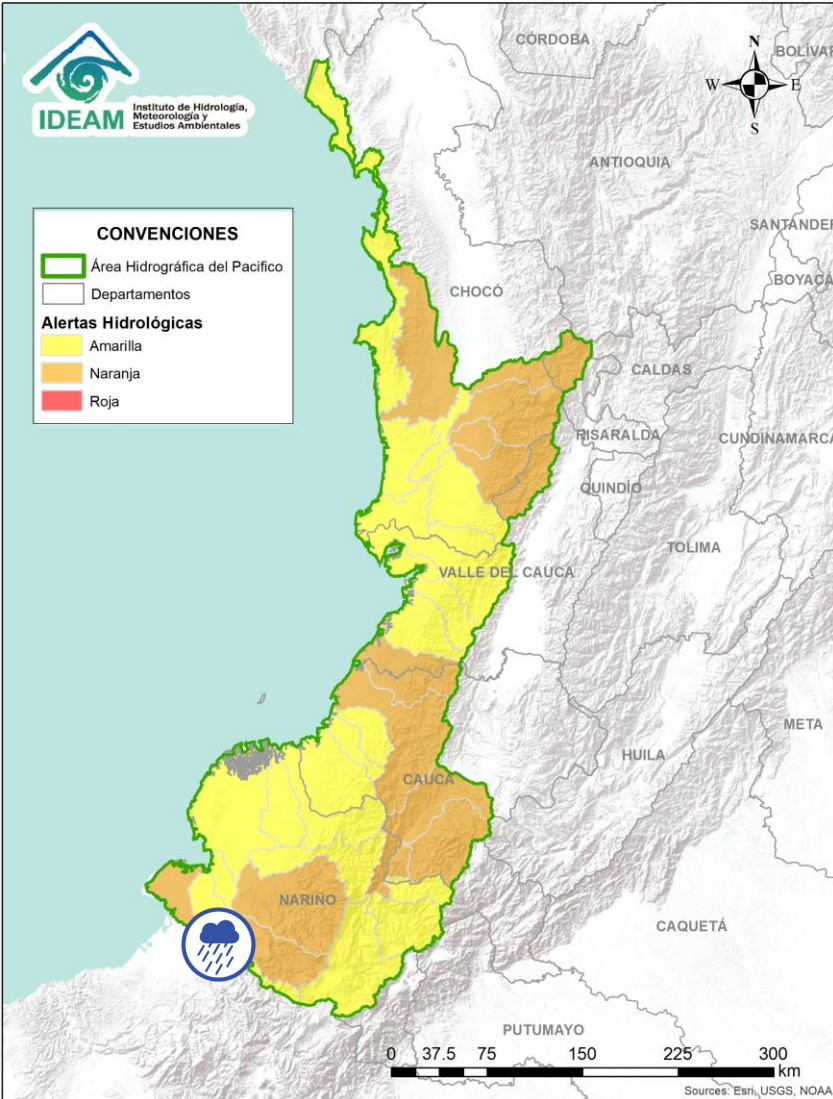 IDEAM
Instituto de Hidrología,
Meteorología y
Estudios Ambientales
CÓRDOBA
BOLÍVAR
N
W
E
S
ANTIOQUIA
SANTANDER
CONVENCIONES
Área Hidrográfica del Pacifico
Departamentos
Alertas Hidrológicas
Amarilla
Naranja
Roja
BOYACÁ
CHOCÓ
CALDAS
RISARALDA
CUNDINAMARCA
QUINDÍO
TOLIMA
VALLE DEL CAUCA
META
HUILA
CAUCA
NARIÑO
CAQUETÁ
PUTUMAYO
0 37.5 75 150 225 300
km
Sources: Esri, USGS, NOAA